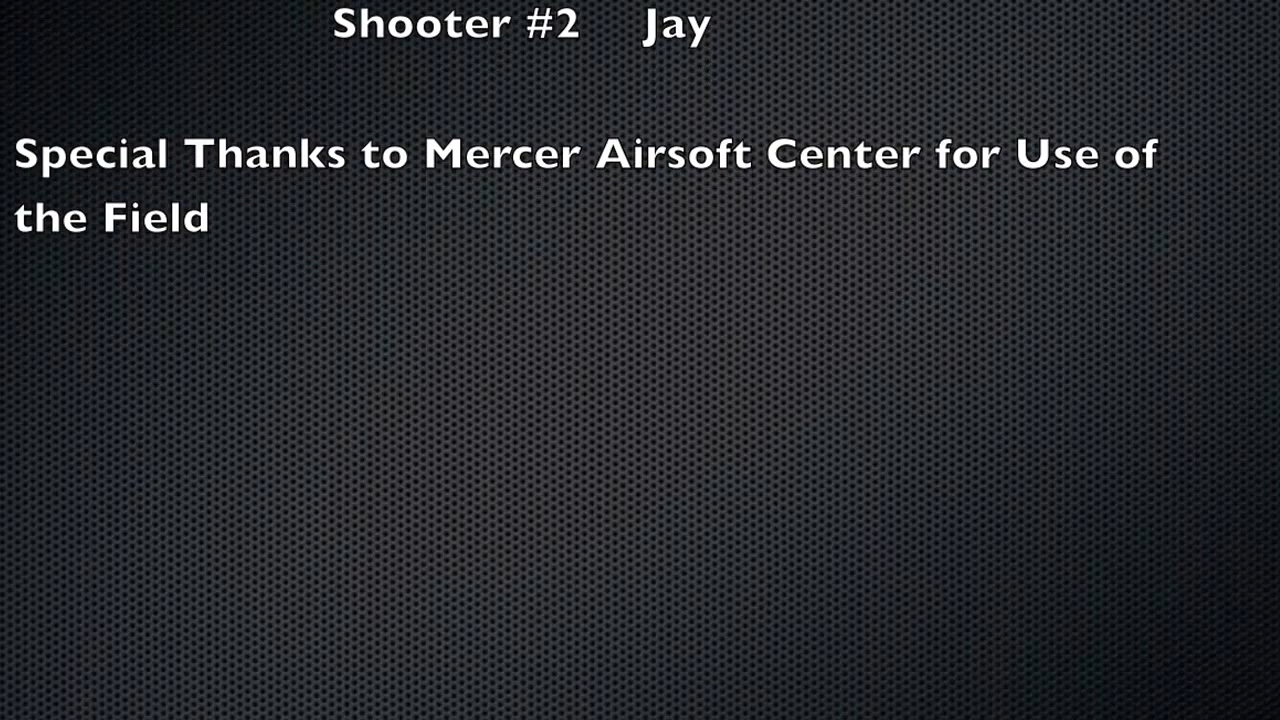 Shooter #2 Jay
Special Thanks to Mercer Airsoft Center for Use of
the Field